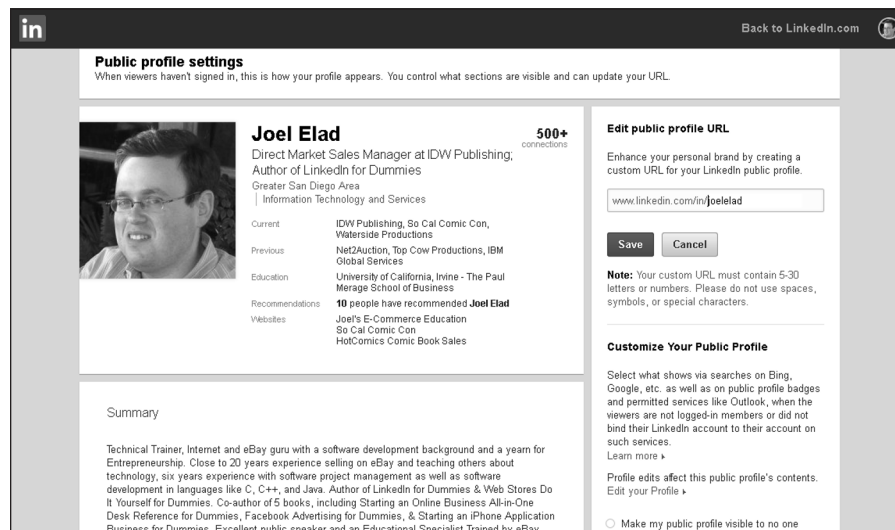 in
Back to LinkedIn.com
Public profile settings
When viewers haven't signed in, this is how your profile appears. You control what sections are visible and can update your URL.
Joel Elad
500+
connections
Direct Market Sales Manager at IDW Publishing;
Author of LinkedIn for Dummies
Greater San Diego Area
Information Technology and Services
Current IDW Publishing, So Cal Comic Con,
Waterside Productions
Previous Net2Auction, Top Cow Productions, IBM
Global Services
Education University of California, Irvine - The Paul
Merage School of Business
Recommendations 10 people have recommended Joel Elad
Websites Joel's E-Commerce Education
So Cal Comic Con
HotComics Comic Book Sales
Summary
Technical Trainer, Internet and eBay guru with a software development background and a yearn for
Entrepreneurship. Close to 20 years experience selling on eBay and teaching others about
technology, six years experience with software project management as well as software
development in languages like C, C++, and Java. Author of LinkedIn for Dummies & Web Stores Do
It Yourself for Dummies. Co-author of 5 books, including Starting an Online Business All-in-One
Desk Reference for Dummies, Facebook Advertising for Dummies, & Starting an iPhone Application
Business for Dummies. Excellent public speaker and an Educational Specialist Trained by eBay
Edit public profile URL
Enhance your personal brand by creating a
custom URL for your LinkedIn public profile.
www.linkedin.com/in/joelelad
Save Cancel
Note: Your custom URL must contain 5-30
letters or numbers. Please do not use spaces,
symbols, or special characters.
Customize Your Public Profile
Select what shows via searches on Bing,
Google, etc. as well as on public profile badges
and permitted services like Outlook, when the
viewers are not logged-in members or did not
bind their LinkedIn account to their account on
such services.
Learn more
Profile edits affect this public profile's contents.
Edit your Profile
Make my public profile visible to no one